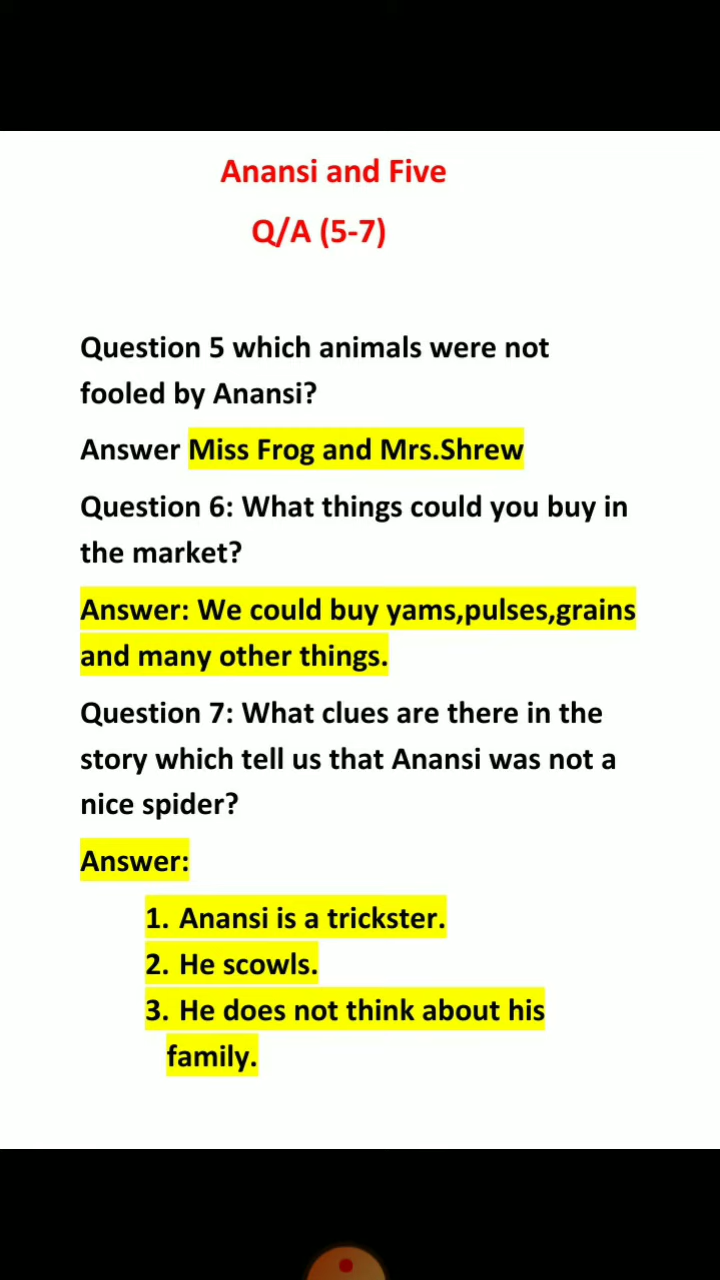 Anansi and Five
Q/A (5-7)
Question 5 which animals were not
fooled by Anansi?
Answer Miss Frog and Mrs.Shrew
Question 6: What things could you buy in
the market?
Answer: We could buy yams,pulses,grains
and many other things.
Question 7: What clues are there in the
story which tell us that Anansi was not a
nice spider?
Answer:
1. Anansi is a trickster.
2. He scowls.
3. He does not think about his
family.